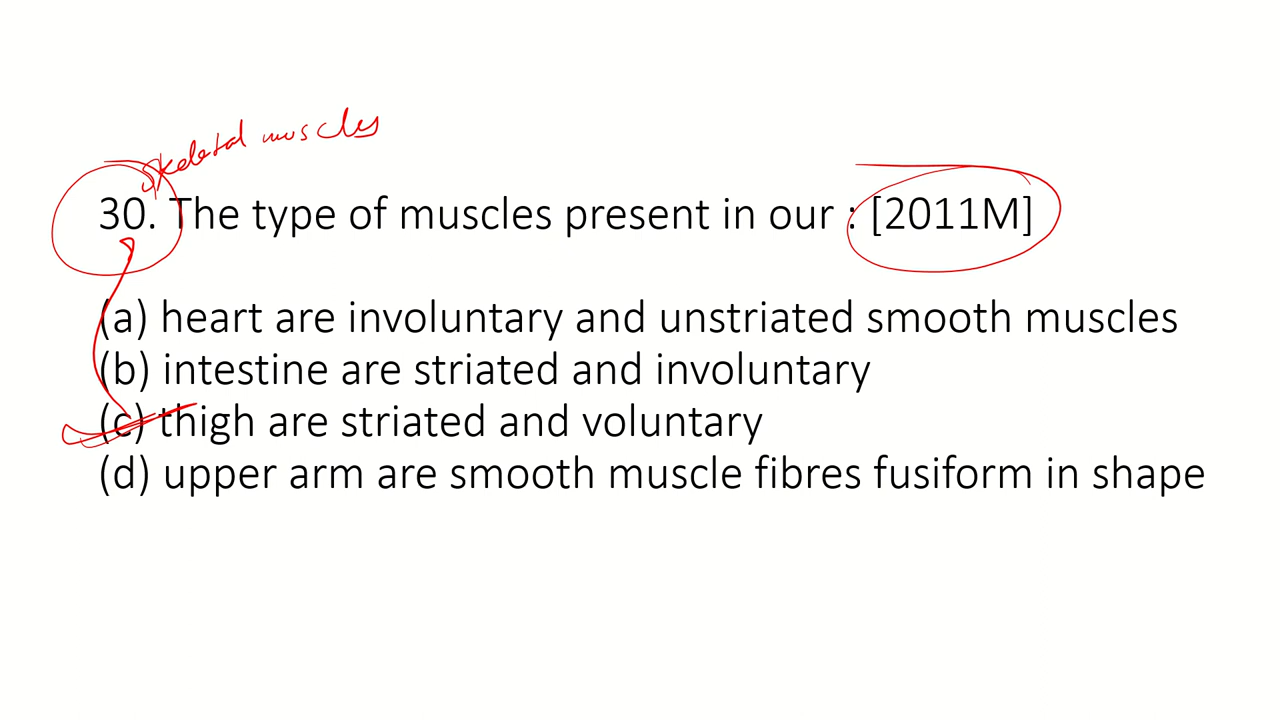 skeletal muscles
30. The type of muscles present in our : [2011M]
(a) heart are involuntary and unstriated smooth muscles
(b) intestine are striated and involuntary
(c) thigh are striated and voluntary
(d) upper arm are smooth muscle fibres fusiform in shape